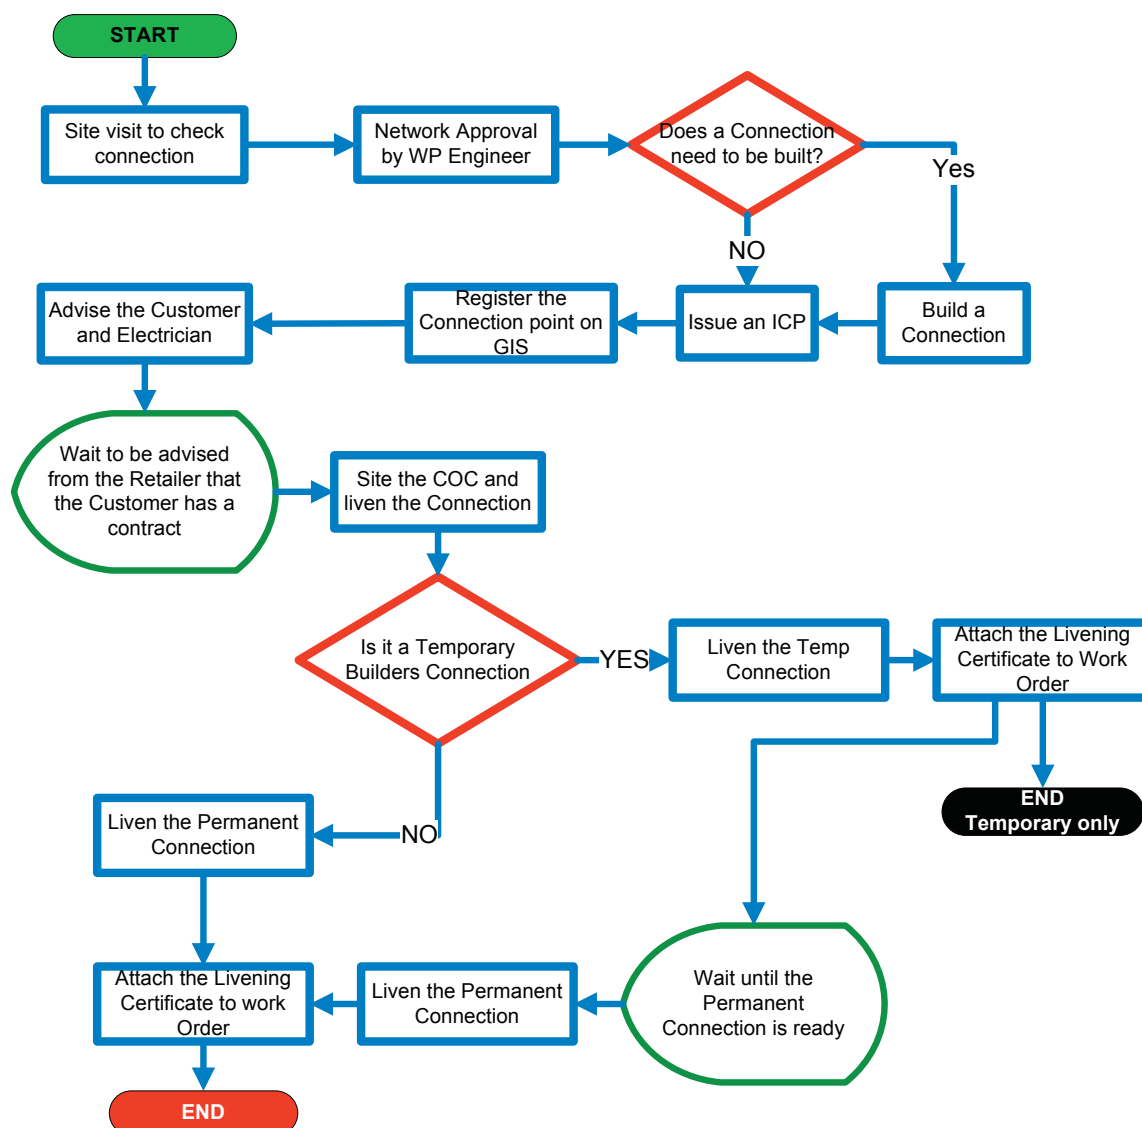 START
Site visit to check
connection
Network Approval
by WP Engineer
Does a Connection
need to be built?
Yes
NO
Advise the Customer
and Electrician
Register the
Connection point on
GIS
Issue an ICP
Build a
Connection
Wait to be advised
from the Retailer that
the Customer has a
contract
Site the COC and
liven the Connection
Is it a Temporary
Builders Connection
YES
Liven the Temp
Connection
Attach the Livening
Certificate to Work
Order
END
Temporary only
NO
Liven the Permanent
Connection
Attach the Livening
Certificate to work
Order
Liven the Permanent
Connection
Wait until the
Permanent
Connection is ready
END